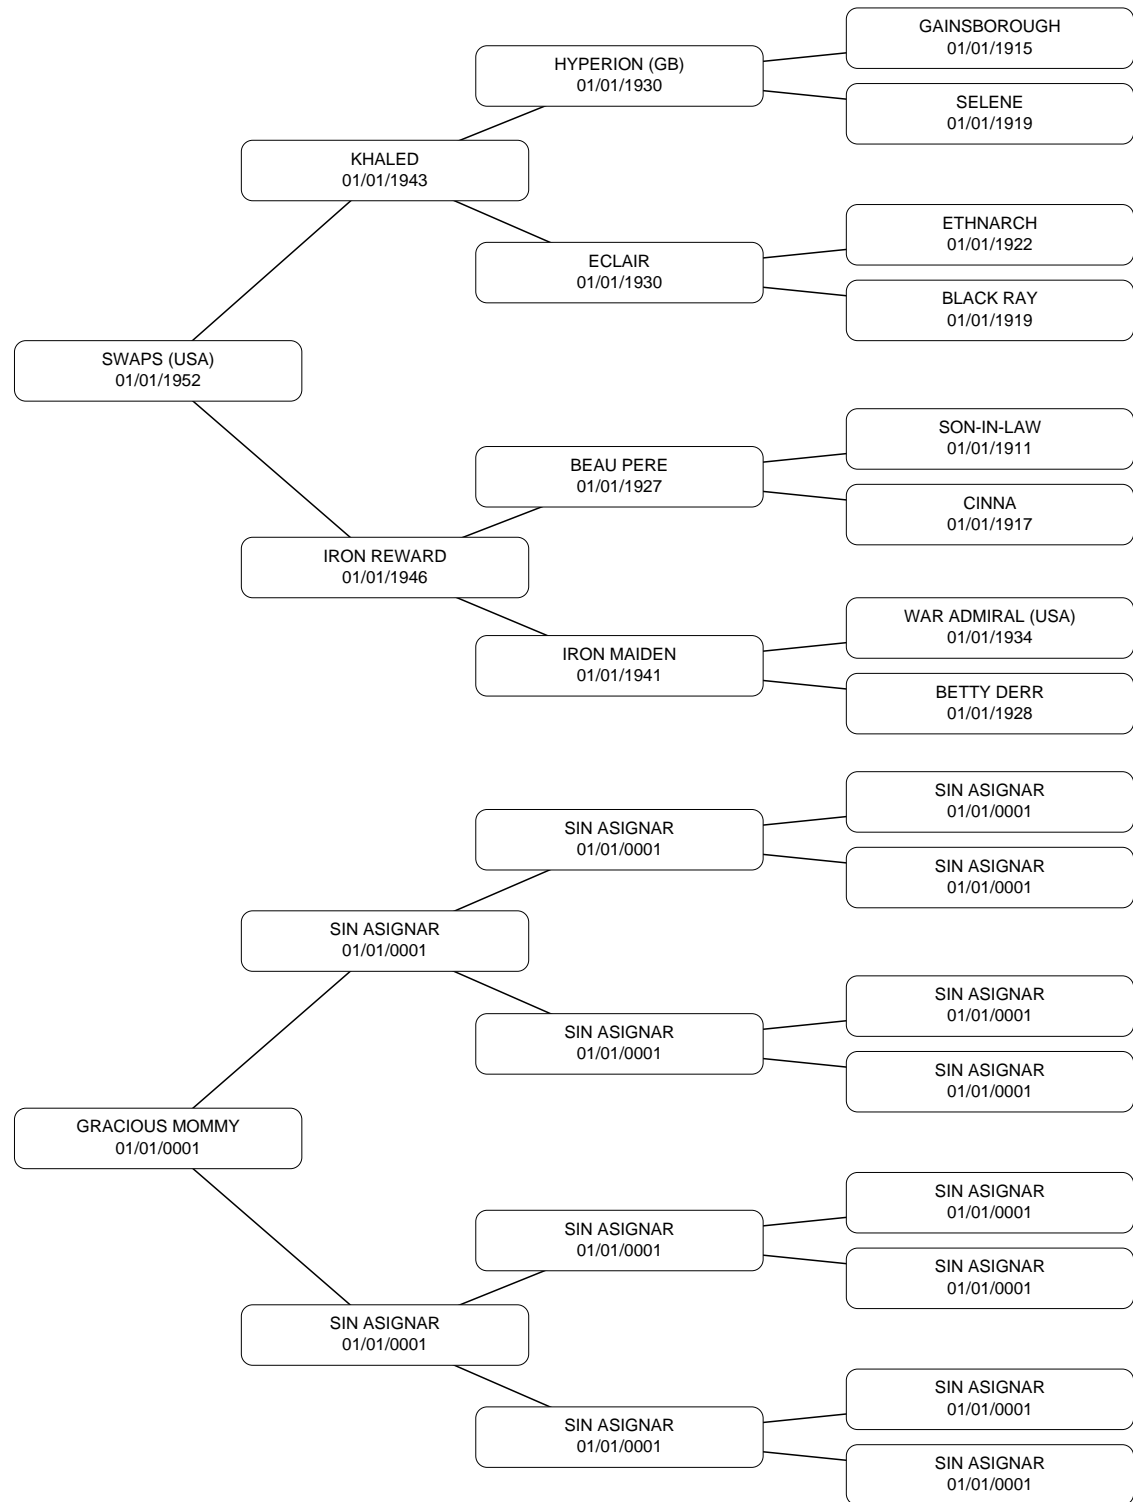 GAINSBOROUGH
01/01/1915
HYPERION (GB)
01/01/1930
SELENE
01/01/1919
KHALED
01/01/1943
ETHNARCH
01/01/1922
ECLAIR
01/01/1930
BLACK RAY
01/01/1919
SWAPS (USA)
01/01/1952
SON-IN-LAW
01/01/1911
BEAU PERE
01/01/1927
CINNA
01/01/1917
IRON REWARD
01/01/1946
WAR ADMIRAL (USA)
01/01/1934
IRON MAIDEN
01/01/1941
BETTY DERR
01/01/1928
SIN ASIGNAR
01/01/0001
SIN ASIGNAR
01/01/0001
SIN ASIGNAR
01/01/0001
SIN ASIGNAR
01/01/0001
SIN ASIGNAR
01/01/0001
SIN ASIGNAR
01/01/0001
SIN ASIGNAR
01/01/0001
GRACIOUS MOMMY
01/01/0001
SIN ASIGNAR
01/01/0001
SIN ASIGNAR
01/01/0001
SIN ASIGNAR
01/01/0001
SIN ASIGNAR
01/01/0001
SIN ASIGNAR
01/01/0001
SIN ASIGNAR
01/01/0001
SIN ASIGNAR
01/01/0001